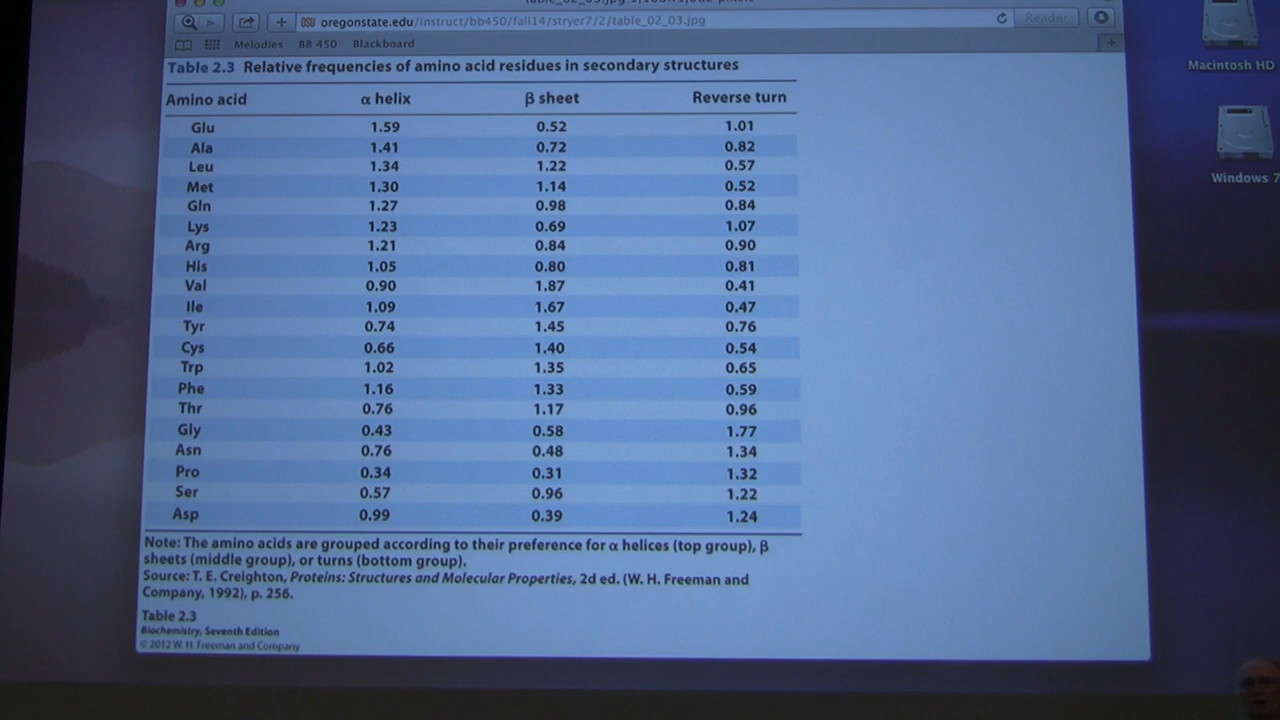 oregonstate.edu/instruct/bb450/fall14/stryer7/2/table_02_03.jpg
Reader
Melodies BB 450 Blackboard
Macintosh HD
Windows 7
Table 2.3 Relative frequencies of amino acid residues in secondary structures
Amino acid α helix β sheet Reverse turn
Glu 1.59 0.52 1.01
Ala 1.41 0.72 0.82
Leu 1.34 1.22 0.57
Met 1.30 1.14 0.52
Gln 1.27 0.98 0.84
Lys 1.23 0.69 1.07
Arg 1.21 0.84 0.90
His 1.05 0.80 0.81
Val 0.90 1.87 0.41
Ile 1.09 1.67 0.47
Tyr 0.74 1.45 0.76
Cys 0.66 1.40 0.54
Trp 1.02 1.35 0.65
Phe 1.16 1.33 0.59
Thr 0.76 1.17 0.96
Gly 0.43 0.58 1.77
Asn 0.76 0.48 1.34
Pro 0.34 0.31 1.32
Ser 0.57 0.96 1.22
Asp 0.99 0.39 1.24
Note: The amino acids are grouped according to their preference for α helices (top group), β
sheets (middle group), or turns (bottom group).
Source: T. E. Creighton, Proteins: Structures and Molecular Properties, 2d ed. (W. H. Freeman and
Company, 1992), p. 256.
Table 2.3
Biochemistry, Seventh Edition
© 2012 W. H. Freeman and Company